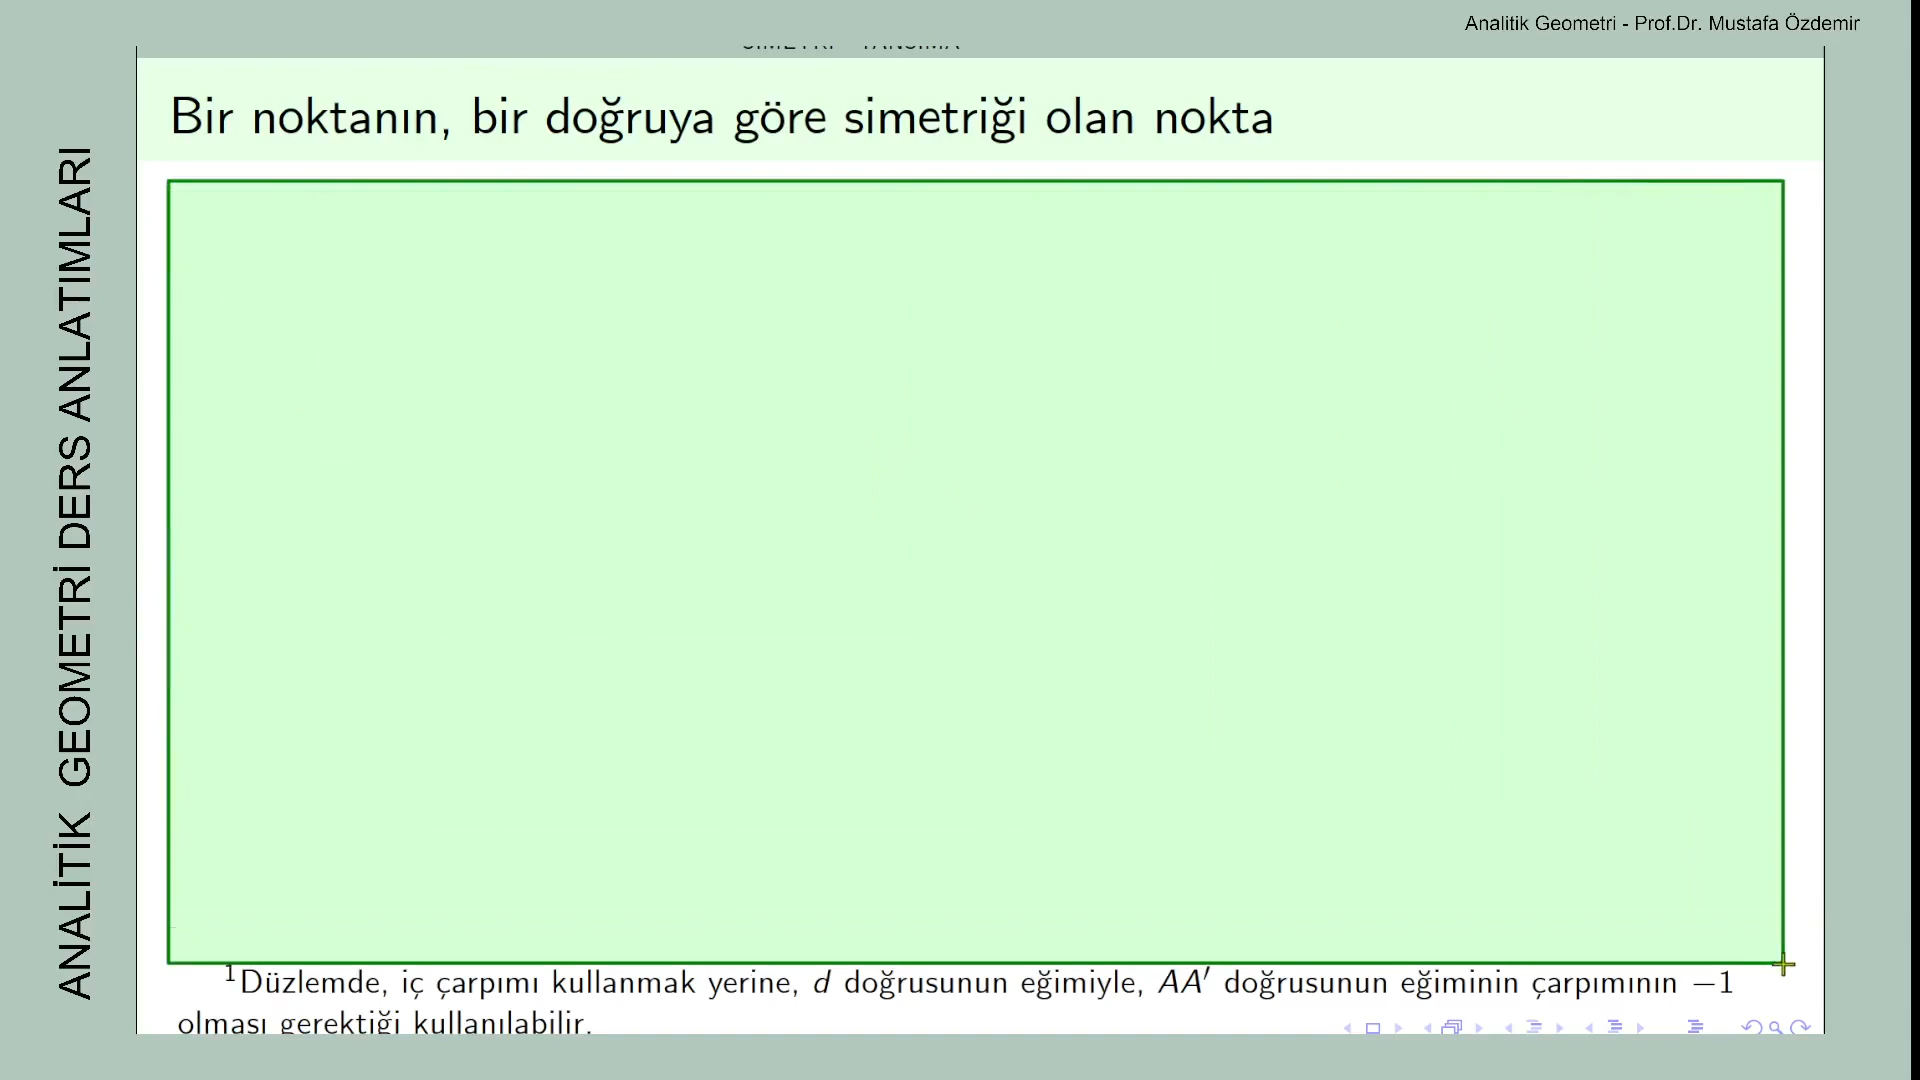 Analitik Geometri - Prof.Dr. Mustafa Özdemir
Bir noktanın, bir doğruya göre simetriği olan nokta
ANALİTİK GEOMETRİ DERS ANLATIMLARI
1Düzlemde, iç çarpımı kullanmak yerine, d doğrusunun eğimiyle, AA′ doğrusunun eğiminin çarpımının −1
olması gerektiği kullanılabilir.